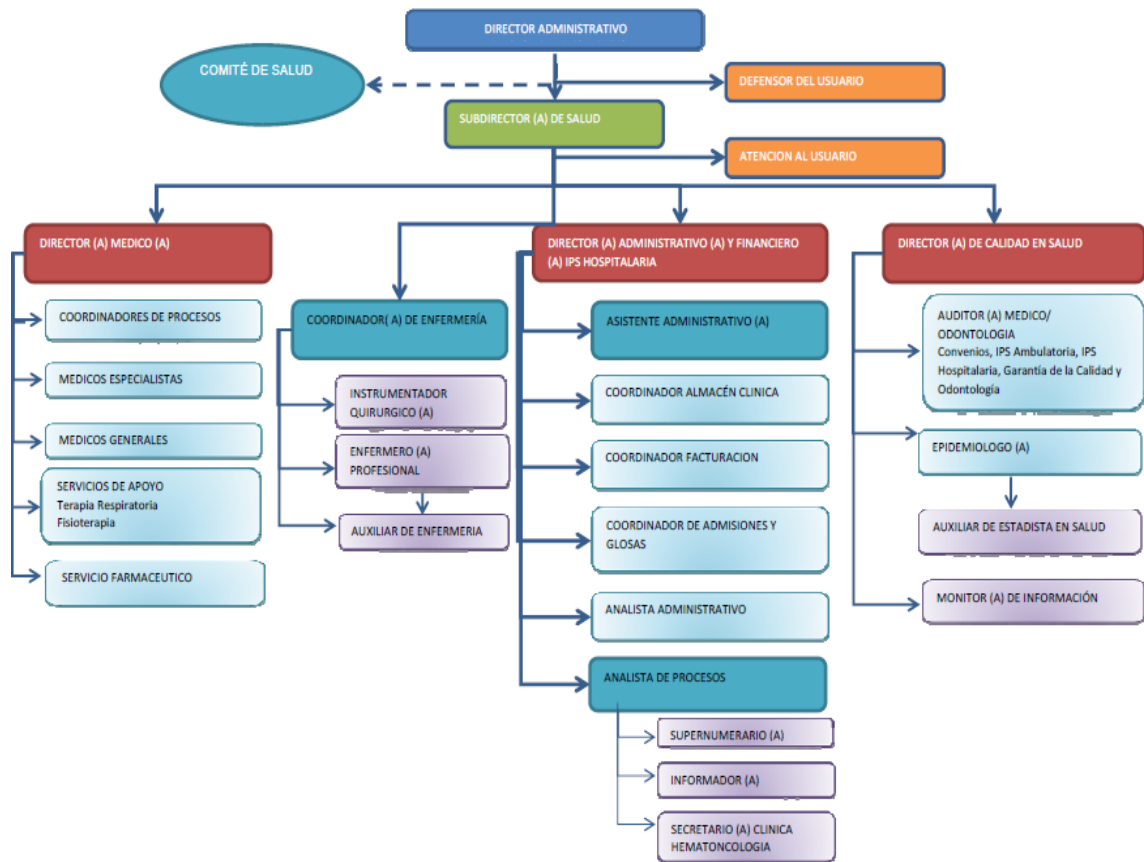 DIRECTOR ADMINISTRATIVO
COMITÉ DE SALUD
DEFENSOR DEL USUARIO
SUBDIRECTOR (A) DE SALUD
ATENCION AL USUARIO
DIRECTOR (A) MEDICO (A)
COORDINADORES DE PROCESOS
MEDICOS ESPECIALISTAS
MEDICOS GENERALES
SERVICIOS DE APOYO
Terapia Respiratoria
Fisioterapia
SERVICIO FARMACEUTICO
COORDINADOR( A) DE ENFERMERÍA
INSTRUMENTADOR
QUIRURGICO (A)
ENFERMERO (A)
PROFESIONAL
AUXILIAR DE ENFERMERIA
DIRECTOR (A) ADMINISTRATIVO (A) Y FINANCIERO
(A) IPS HOSPITALARIA
ASISTENTE ADMINISTRATIVO (A)
COORDINADOR ALMACÉN CLINICA
COORDINADOR FACTURACION
COORDINADOR DE ADMISIONES Y
GLOSAS
ANALISTA ADMINISTRATIVO
ANALISTA DE PROCESOS
SUPERNUMERARIO (A)
INFORMADOR (A)
SECRETARIO (A) CLINICA
HEMATONCOLOGIA
DIRECTOR (A) DE CALIDAD EN SALUD
AUDITOR (A) MEDICO/
ODONTOLOGIA
Convenios, IPS Ambulatoria, IPS
Hospitalaria, Garantía de la Calidad y
Odontología
EPIDEMIOLOGO (A)
AUXILIAR DE ESTADISTA EN SALUD
MONITOR (A) DE INFORMACIÓN